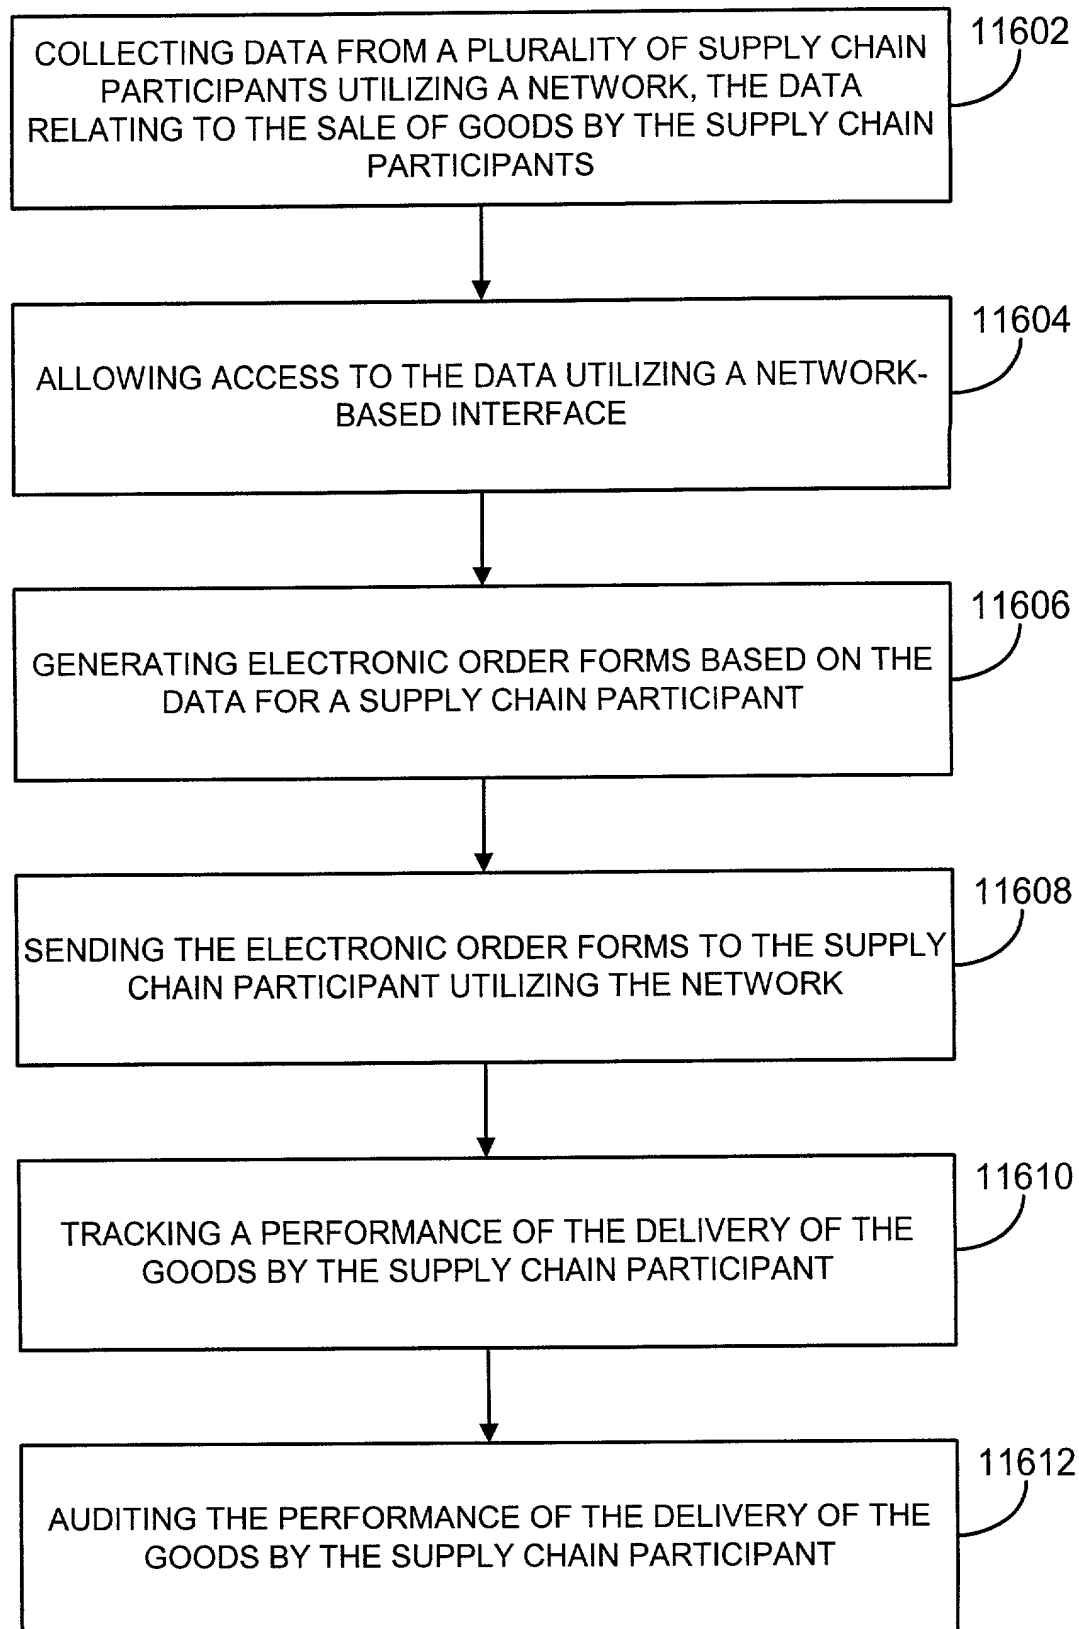 11602
COLLECTING DATA FROM A PLURALITY OF SUPPLY CHAIN
PARTICIPANTS UTILIZING A NETWORK, THE DATA
RELATING TO THE SALE OF GOODS BY THE SUPPLY CHAIN
PARTICIPANTS
11604
ALLOWING ACCESS TO THE DATA UTILIZING A NETWORK-
BASED INTERFACE
11606
GENERATING ELECTRONIC ORDER FORMS BASED ON THE
DATA FOR A SUPPLY CHAIN PARTICIPANT
11608
SENDING THE ELECTRONIC ORDER FORMS TO THE SUPPLY
CHAIN PARTICIPANT UTILIZING THE NETWORK
11610
TRACKING A PERFORMANCE OF THE DELIVERY OF THE
GOODS BY THE SUPPLY CHAIN PARTICIPANT
11612
AUDITING THE PERFORMANCE OF THE DELIVERY OF THE
GOODS BY THE SUPPLY CHAIN PARTICIPANT